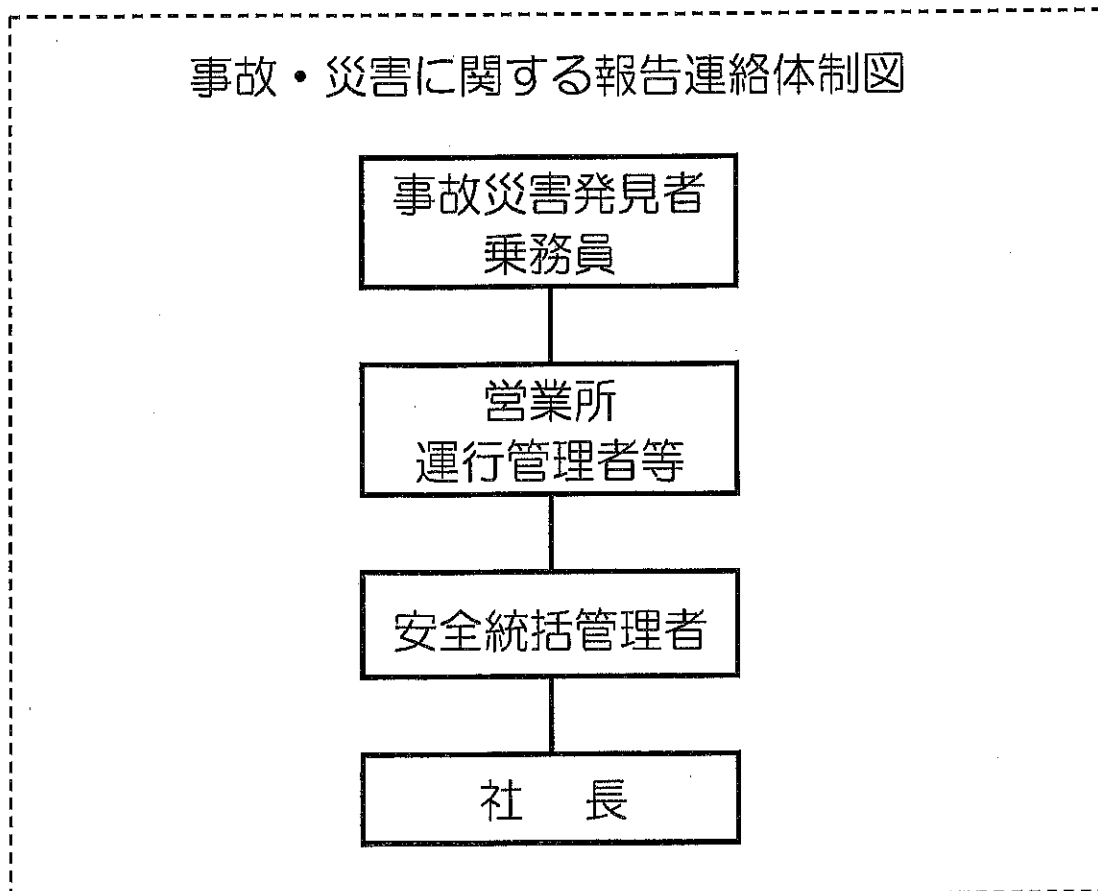 事故・災害に関する報告連絡体制図
事故災害発見者
乗務員
営業所
運行管理者等
安全統括管理者
社　長